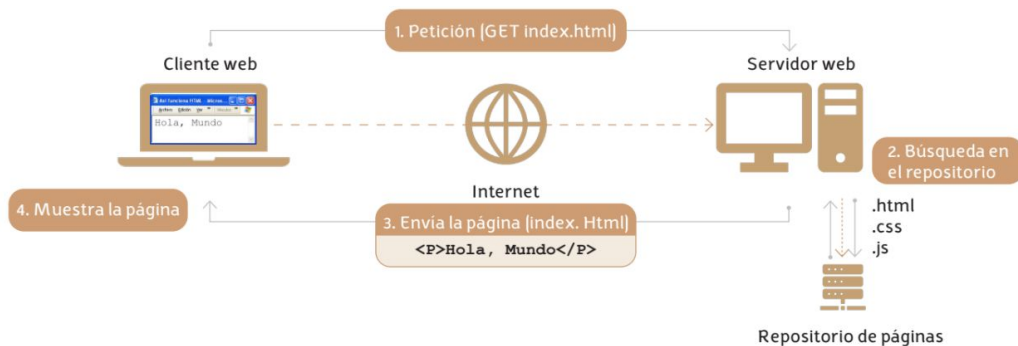 1. Petición (GET index.html)
Cliente web
Servidor web
Hola, Mundo
2. Búsqueda en
el repositorio
Internet
4. Muestra la página
3. Envía la página (index. Html)
<P>Hola, Mundo</P>
.html
.css
.js
Repositorio de páginas